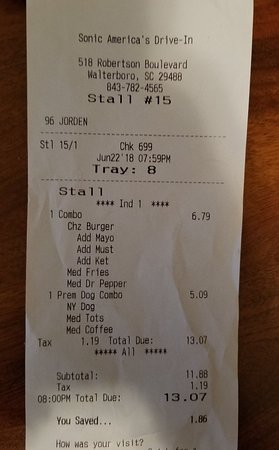 Sonic America's Drive-In
518 Robertson Boulevard
Walterboro, SC 29488
843-782-4565
Stall #15
96 JORDEN
Stl 15/1 Chk 699
Jun22'18 07:59PM
Tray: 8
Stall
**** Ind 1 ****
1 Combo 6.79
Chz Burger
Add Mayo
Add Must
Add Ket
Med Fries
Med Dr Pepper
1 Prem Dog Combo 5.09
NY Dog
Med Tots
Med Coffee
Tax 1.19 Total Due: 13.07
***** All *****
Subtotal: 11.88
Tax 1.19
08:00PM Total Due: 13.07
You Saved... 1.86
How was your visit?